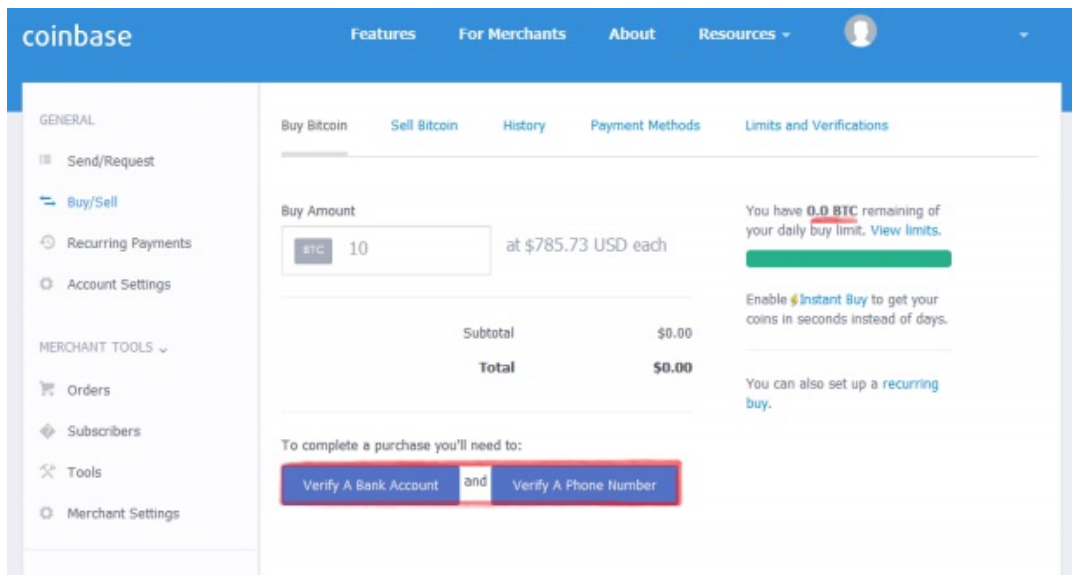 coinbase
Features For Merchants About Resources
GENERAL
Send/Request
Buy/Sell
Recurring Payments
Account Settings
MERCHANT TOOLS
Orders
Subscribers
Tools
Merchant Settings
Buy Bitcoin Sell Bitcoin History Payment Methods Limits and Verifications
Buy Amount
BTC 10 at $785.73 USD each
Subtotal $0.00
Total $0.00
To complete a purchase you'll need to:
Verify A Bank Account and Verify A Phone Number
You have 0.0 BTC remaining of
your daily buy limit. View limits.
Enable Instant Buy to get your
coins in seconds instead of days.
You can also set up a recurring
buy.